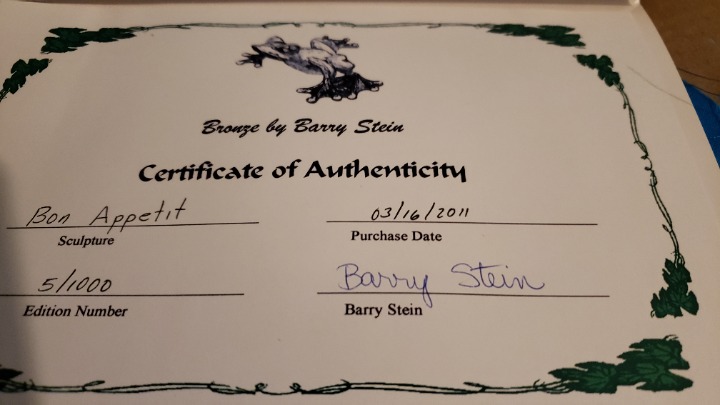 Bronze by Barry Stein
Certificate of Authenticity
Bon Appetit 03/16/2011
Sculpture Purchase Date
5/1000 Barry Stein
Edition Number Barry Stein